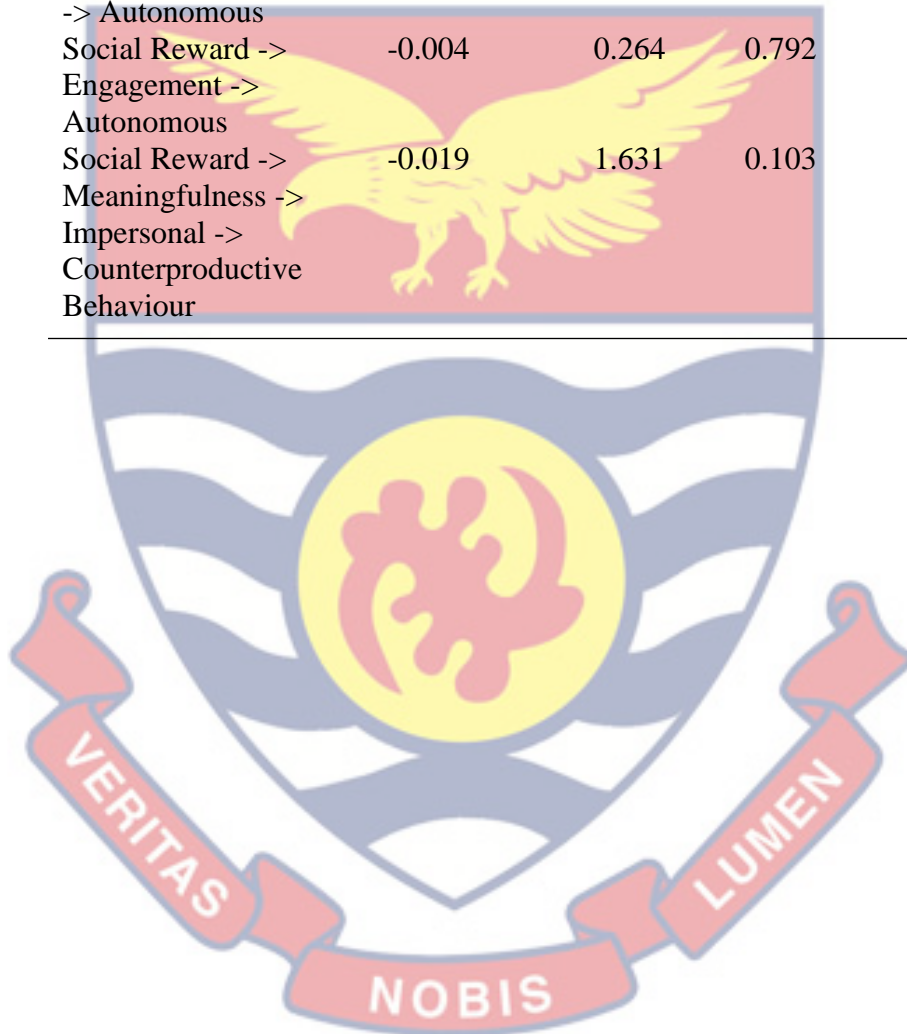 -> Autonomous
Social Reward -> -0.004 0.264 0.792
Engagement ->
Autonomous
Social Reward -> -0.019 1.631 0.103
Meaningfulness ->
Impersonal ->
Counterproductive
Behaviour
VERITAS
NOBIS
LUMEN